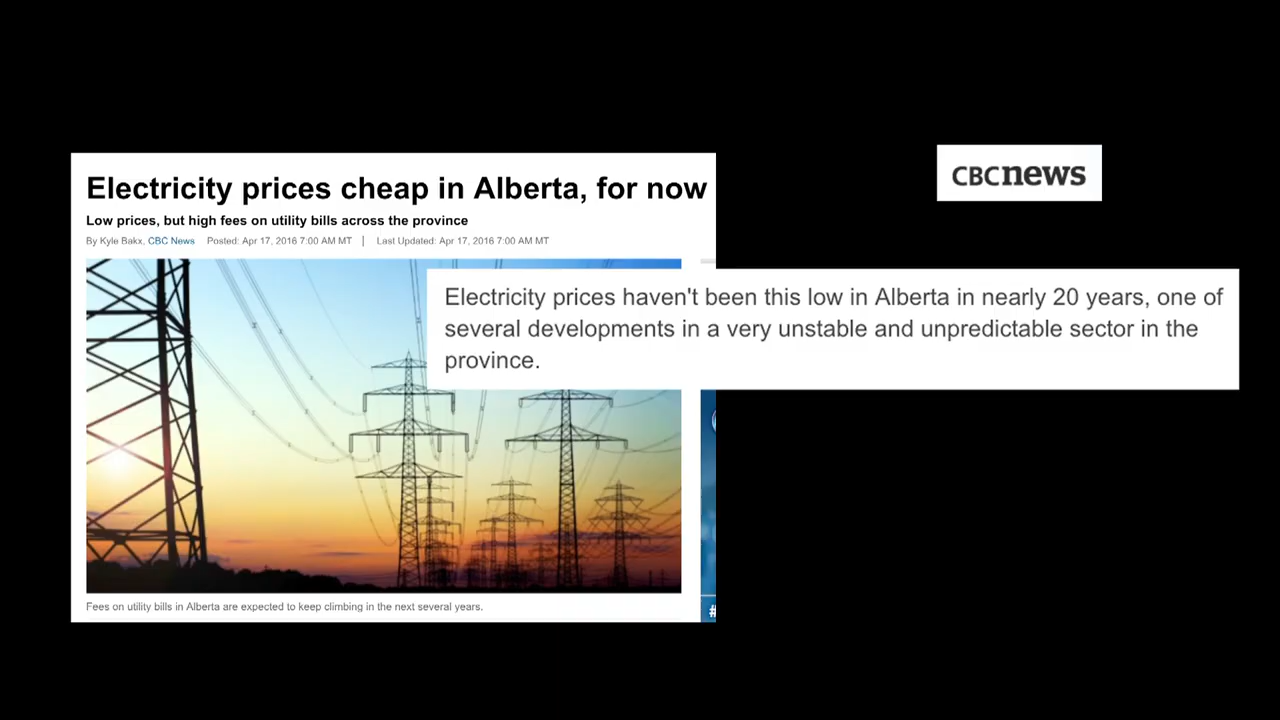 Electricity prices cheap in Alberta, for now
Low prices, but high fees on utility bills across the province
By Kyle Bakx, CBC News Posted: Apr 17, 2016 7:00 AM MT | Last Updated: Apr 17, 2016 7:00 AM MT
CBCnews
Electricity prices haven't been this low in Alberta in nearly 20 years, one of
several developments in a very unstable and unpredictable sector in the
province.
#
Fees on utility bills in Alberta are expected to keep climbing in the next several years.